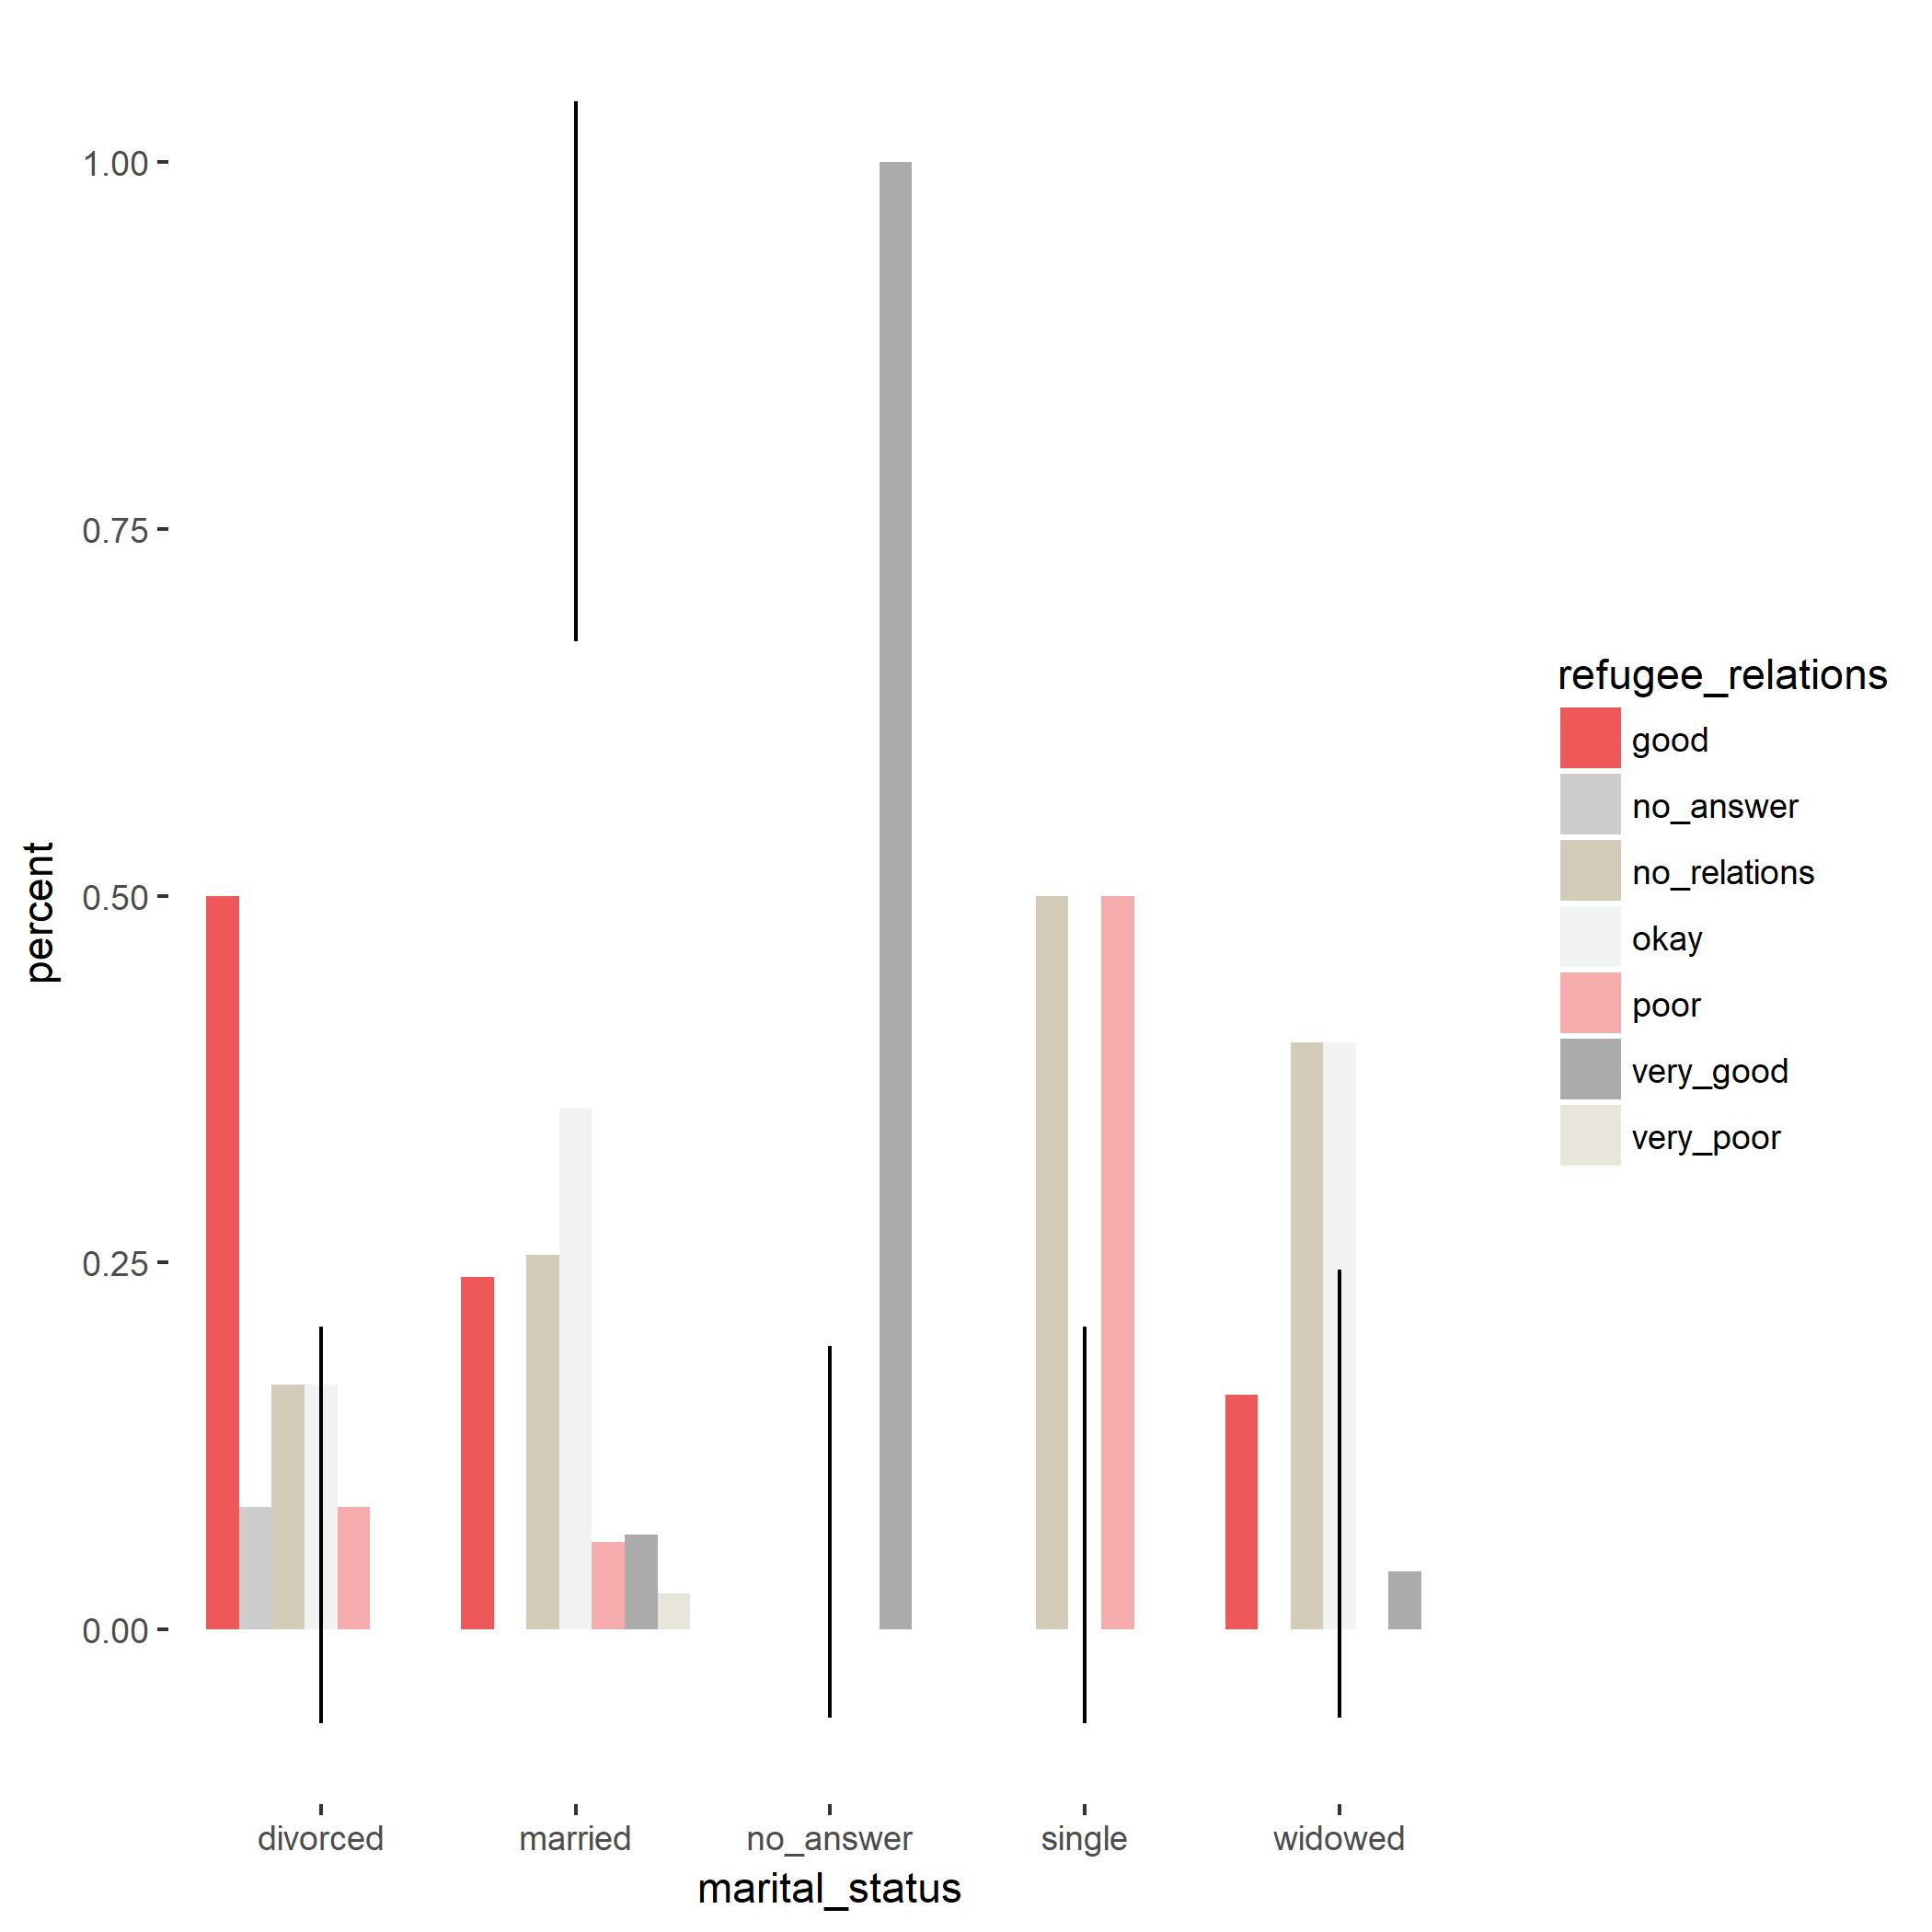 percent
1.00
0.75
0.50
0.25
0.00
divorced
married
no_answer
single
widowed
marital_status
refugee_relations
good
no_answer
no_relations
okay
poor
very_good
very_poor